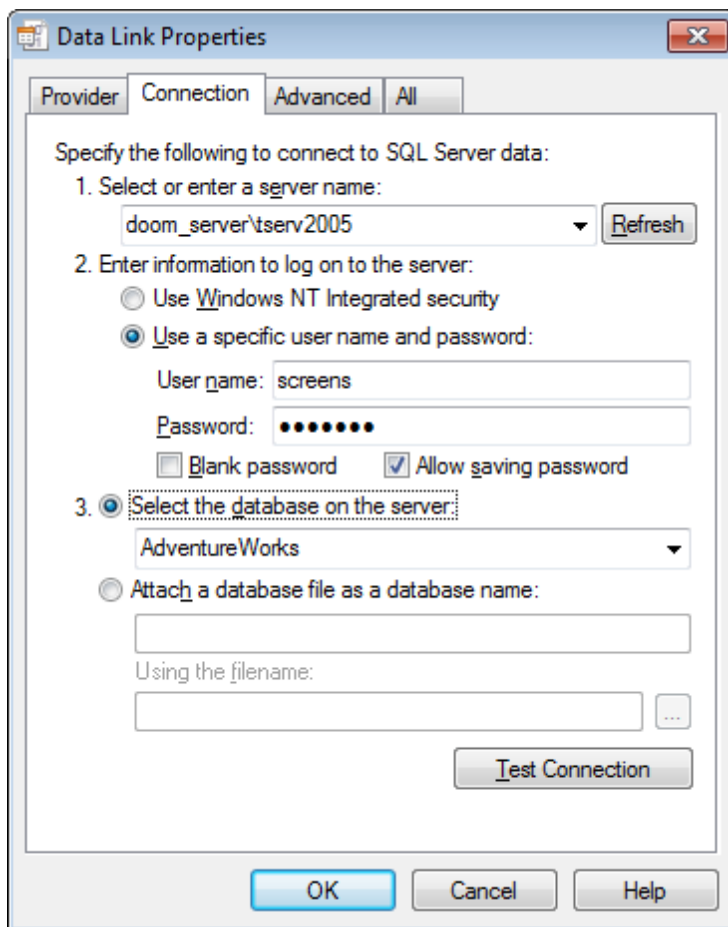 Data Link Properties
Provider Connection Advanced All
Specify the following to connect to SQL Server data:
1. Select or enter a server name:
doom_server\tserv2005 Refresh
2. Enter information to log on to the server:
Use Windows NT Integrated security
Use a specific user name and password:
User name: screens
Password: •••••••
Blank password Allow saving password
3. Select the database on the server:
AdventureWorks
Attach a database file as a database name:
Using the filename:
...
Test Connection
OK Cancel Help